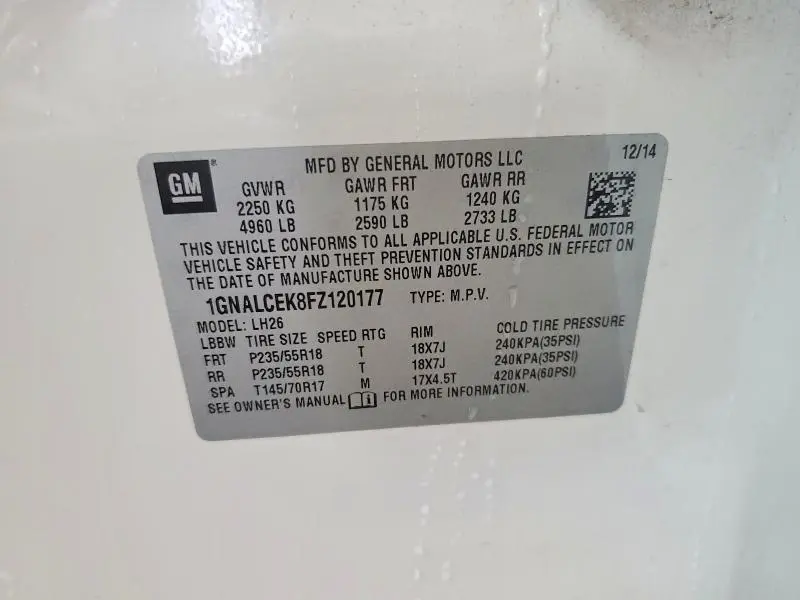 GM
MFD BY GENERAL MOTORS LLC 12/14
GVWR GAWR FRT GAWR RR
2250 KG 1175 KG 1240 KG
4960 LB 2590 LB 2733 LB
THIS VEHICLE CONFORMS TO ALL APPLICABLE U.S. FEDERAL MOTOR
VEHICLE SAFETY AND THEFT PREVENTION STANDARDS IN EFFECT ON
THE DATE OF MANUFACTURE SHOWN ABOVE.
1GNALCEK8FZ120177 TYPE: M.P.V.
MODEL: LH26
LBBW TIRE SIZE SPEED RTG RIM COLD TIRE PRESSURE
FRT P235/55R18 T 18X7J 240KPA(35PSI)
RR P235/55R18 T 18X7J 240KPA(35PSI)
SPA T145/70R17 M 17X4.5T 420KPA(60PSI)
SEE OWNER'S MANUAL FOR MORE INFORMATION.